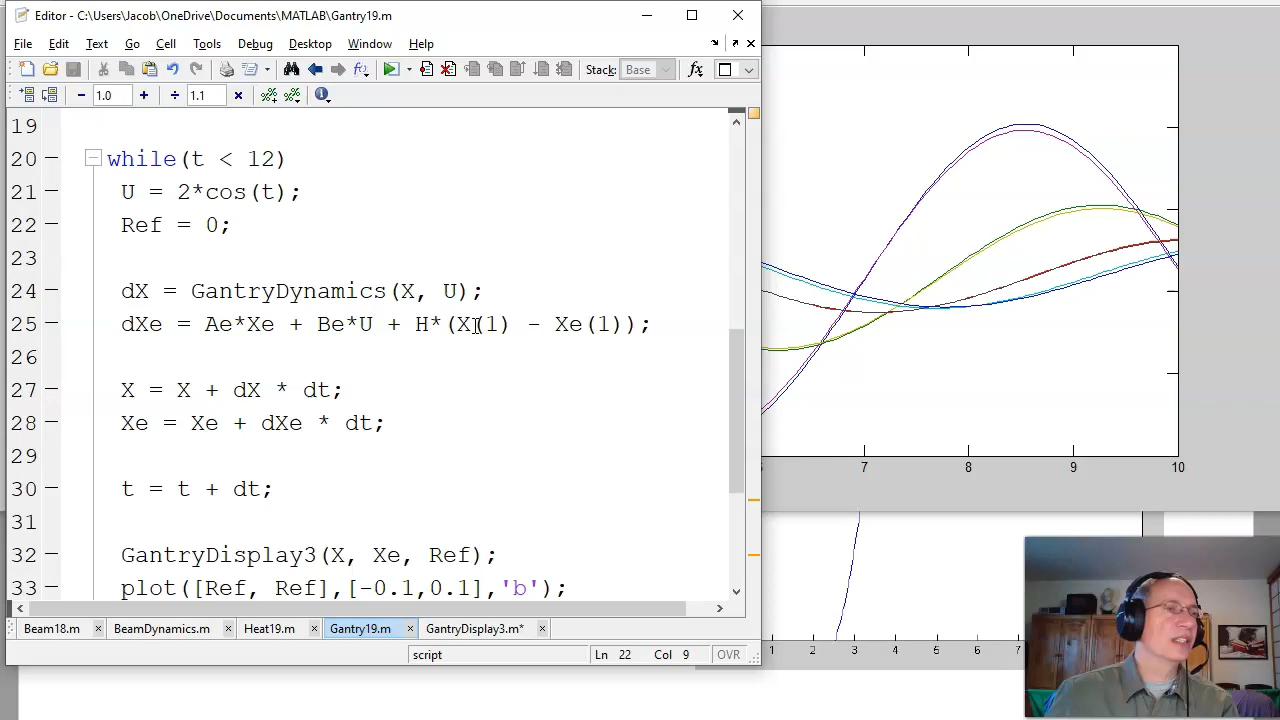 Editor - C:\Users\Jacob\OneDrive\Documents\MATLAB\Gantry19.m
File Edit Text Go Cell Tools Debug Desktop Window Help
Stack: Base fx
− 1.0 + ÷ 1.1 ×
19
20 while(t < 12)
21 U = 2*cos(t);
22 Ref = 0;
23
24 dX = GantryDynamics(X, U);
25 dXe = Ae*Xe + Be*U + H*(X(1) - Xe(1));
26
27 X = X + dX * dt;
28 Xe = Xe + dXe * dt;
29
30 t = t + dt;
31
32 GantryDisplay3(X, Xe, Ref);
33 plot([Ref, Ref],[-0.1,0.1],'b');
Beam18.m BeamDynamics.m Heat19.m Gantry19.m GantryDisplay3.m*
script Ln 22 Col 9 OVR
7 8 9 10
1 2 3 4 5 6 7